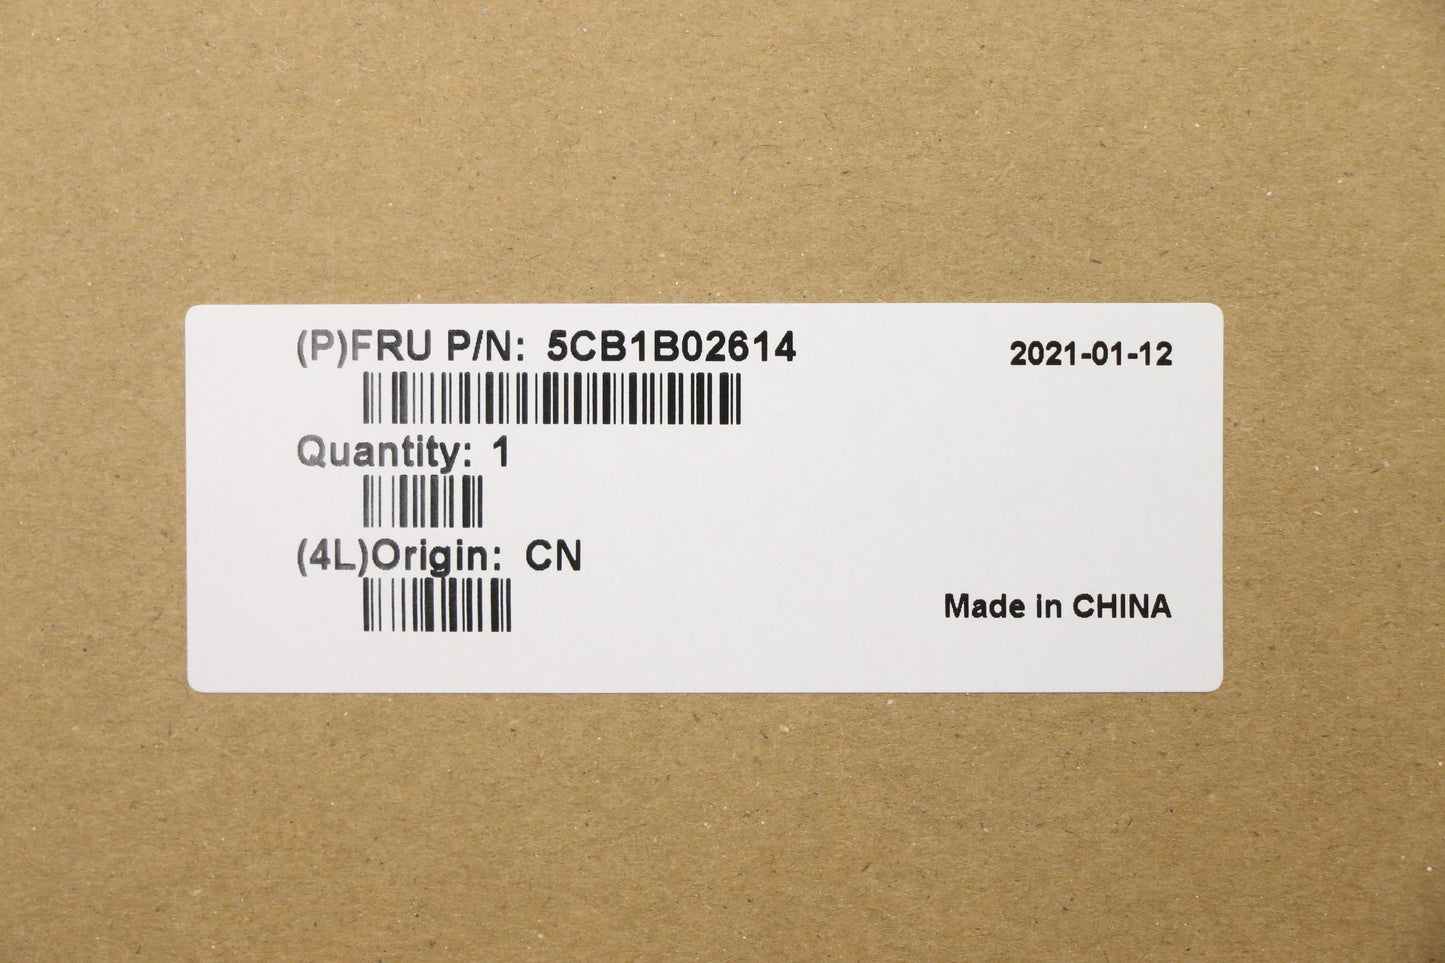 (P)FRU P/N: 5CB1B02614
2021-01-12
Quantity: 1
(4L)Origin: CN
Made in CHINA